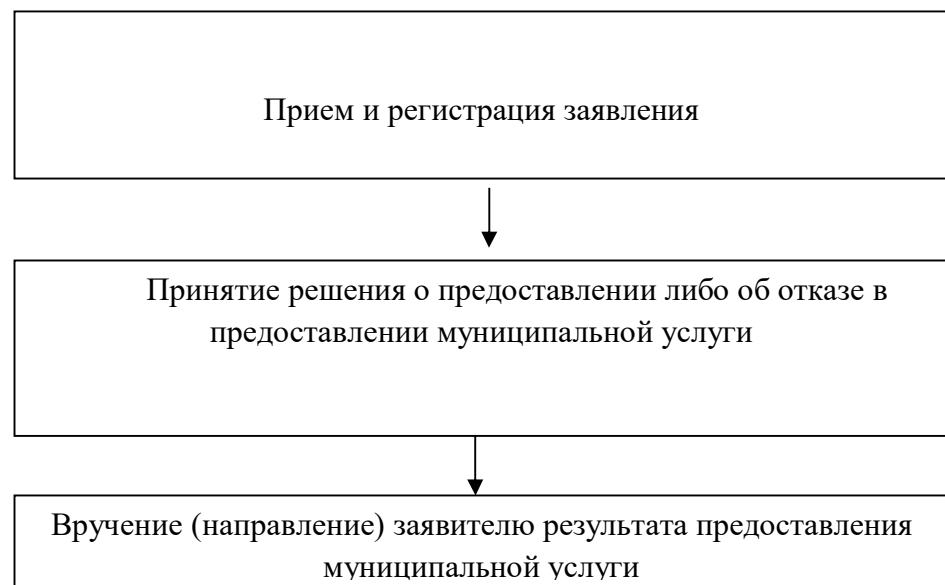 Прием и регистрация заявления
Принятие решения о предоставлении либо об отказе в
предоставлении муниципальной услуги
Вручение (направление) заявителю результата предоставления
муниципальной услуги